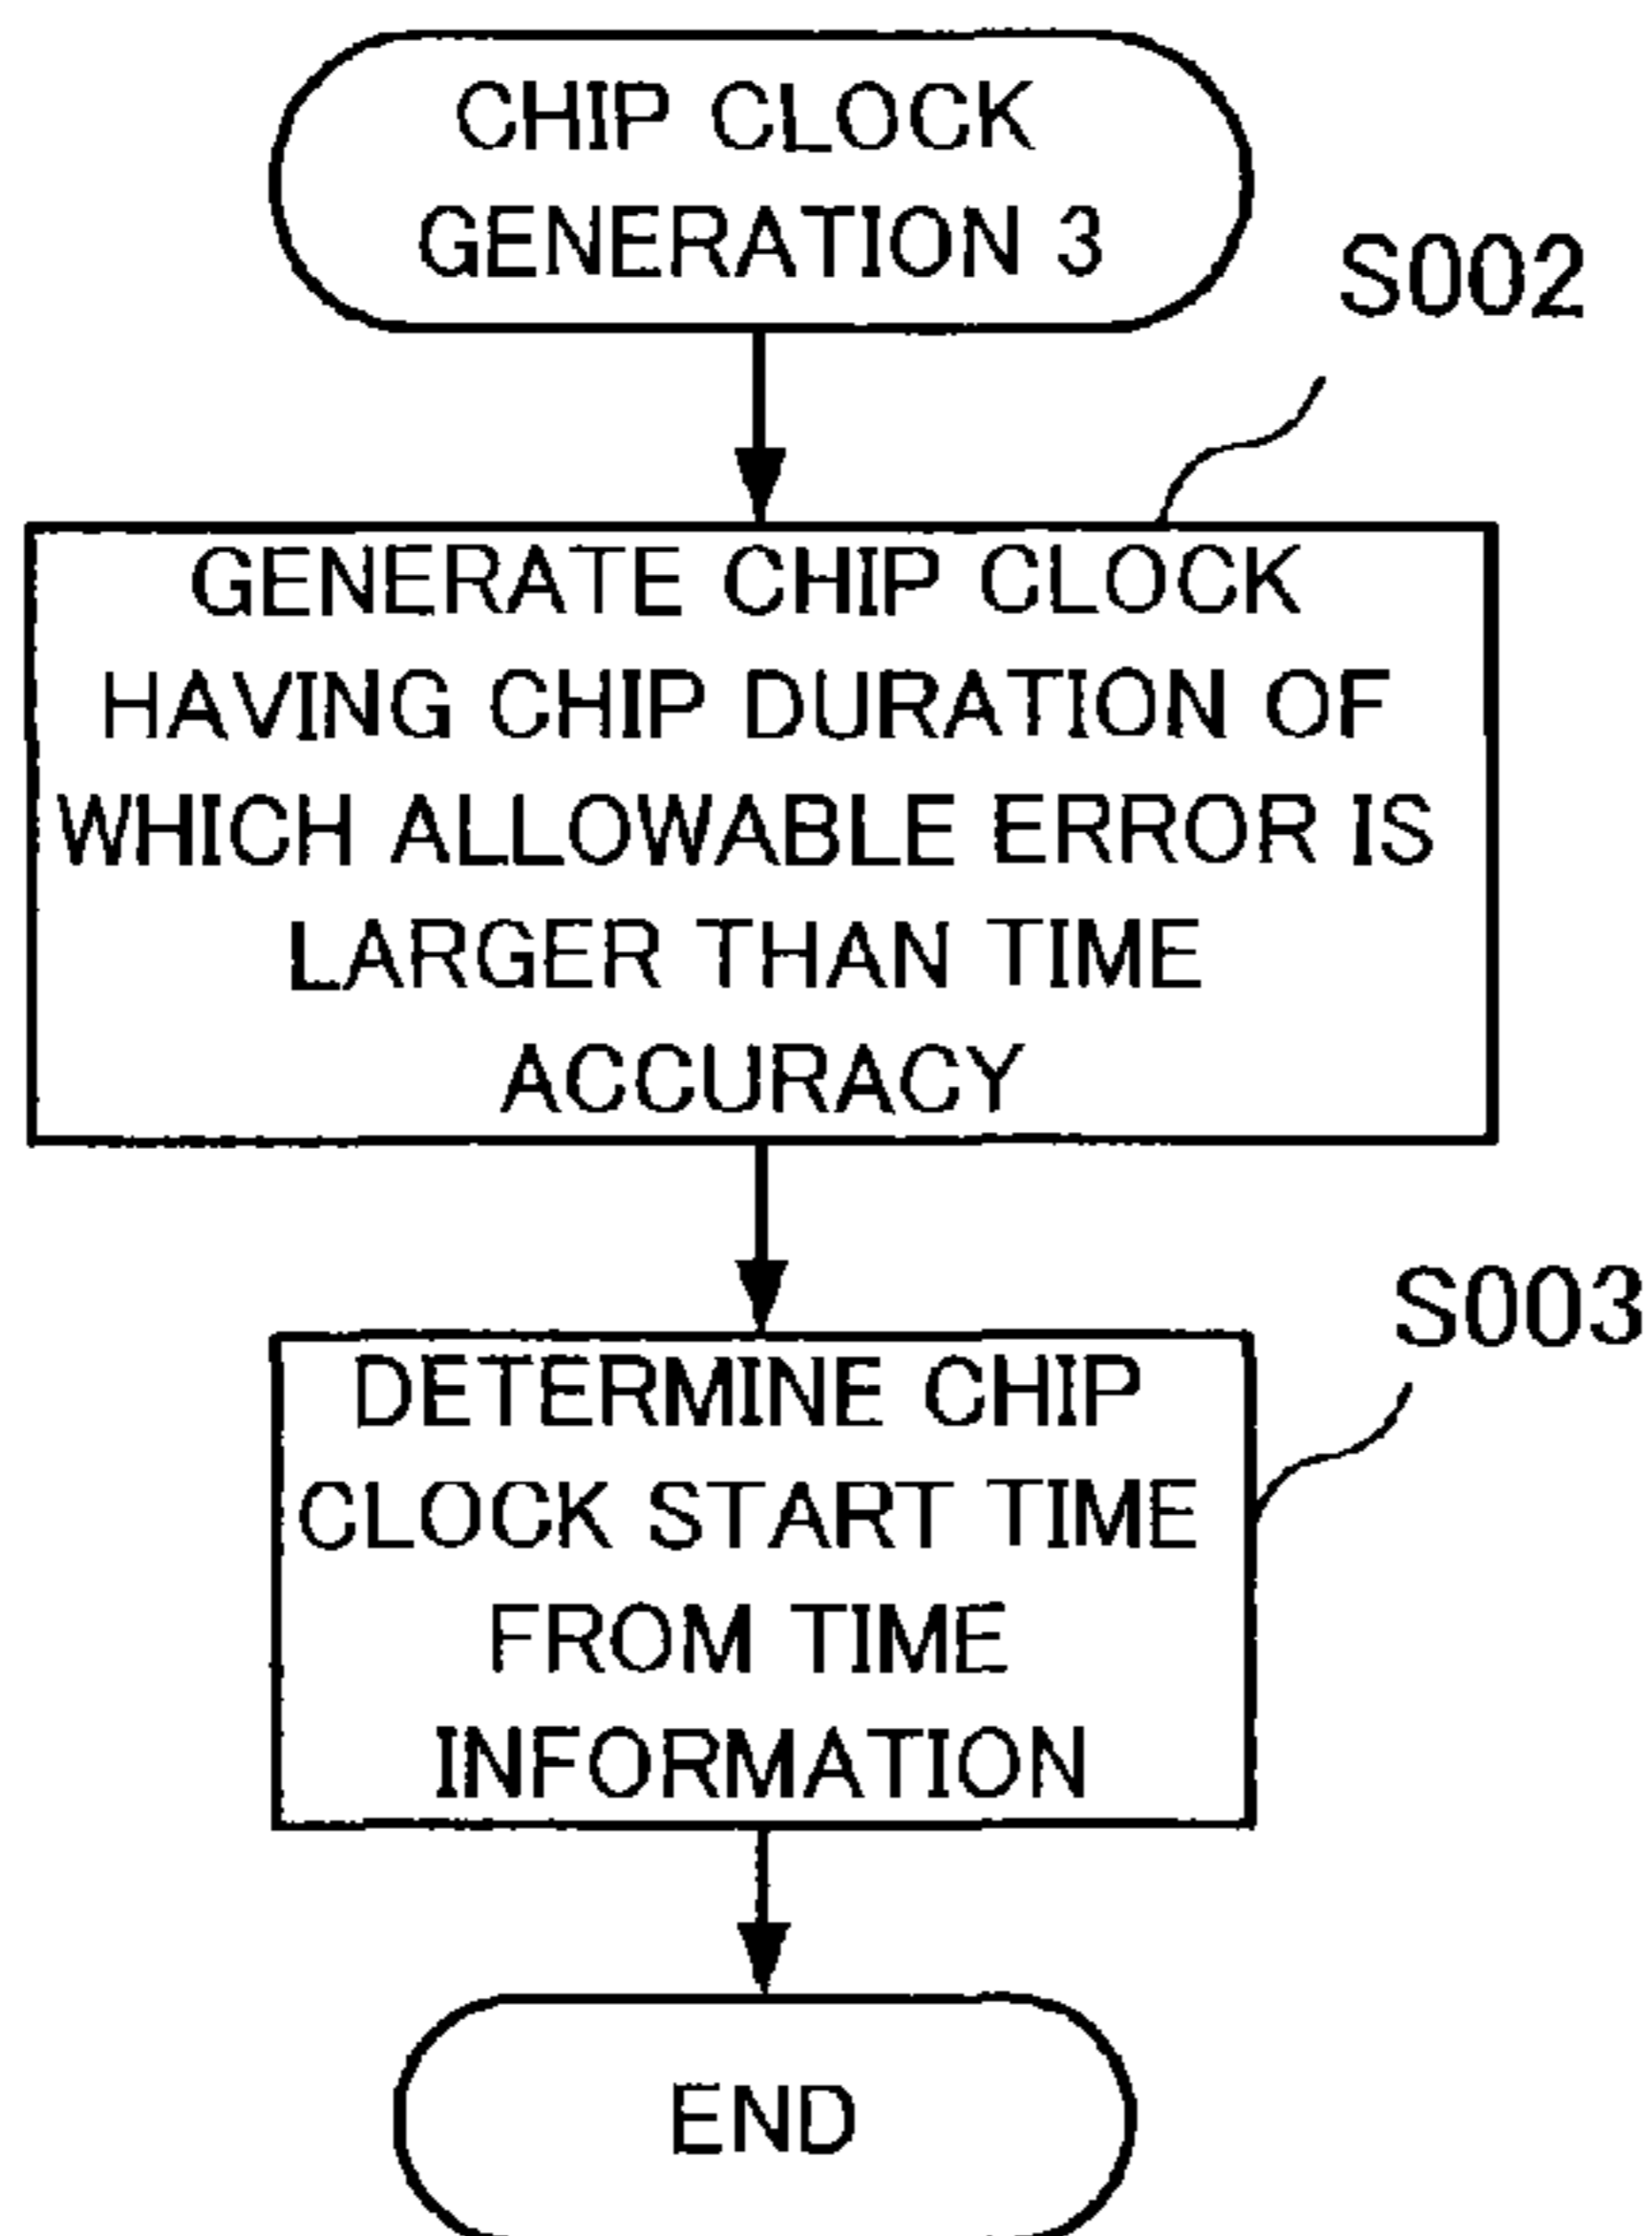 CHIP CLOCK
GENERATION 3
S002
GENERATE CHIP CLOCK
HAVING CHIP DURATION OF
WHICH ALLOWABLE ERROR IS
LARGER THAN TIME
ACCURACY
S003
DETERMINE CHIP
CLOCK START TIME
FROM TIME
INFORMATION
END